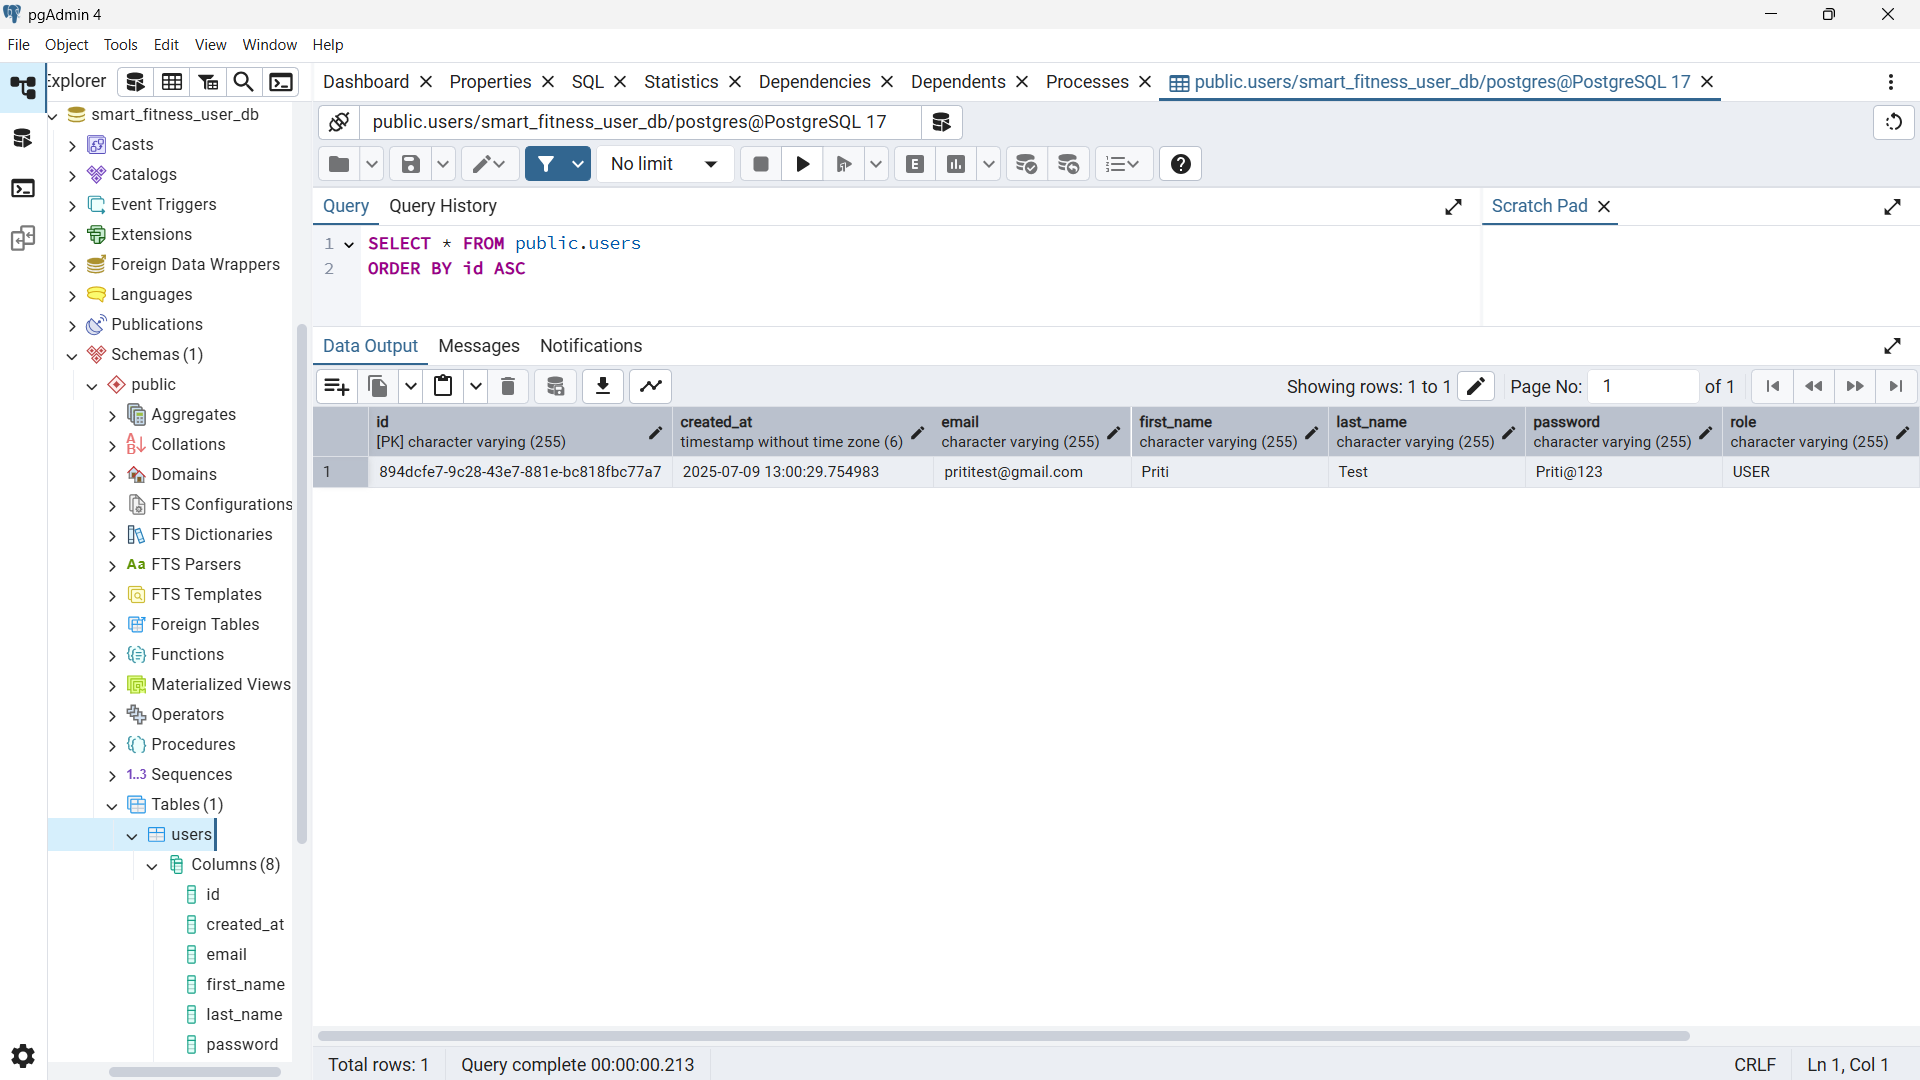 pgAdmin 4
File Object Tools Edit View Window Help
Explorer
Dashboard Properties SQL Statistics Dependencies Dependents Processes public.users/smart_fitness_user_db/postgres@PostgreSQL 17
smart_fitness_user_db
Casts
Catalogs
Event Triggers
Extensions
Foreign Data Wrappers
Languages
Publications
Schemas (1)
public
Aggregates
Collations
Domains
FTS Configurations
FTS Dictionaries
Aa FTS Parsers
FTS Templates
Foreign Tables
Functions
Materialized Views
Operators
Procedures
1..3 Sequences
Tables (1)
users
Columns (8)
id
created_at
email
first_name
last_name
password
public.users/smart_fitness_user_db/postgres@PostgreSQL 17
No limit
E
Query Query History
Scratch Pad
1 SELECT * FROM public.users
2 ORDER BY id ASC
Data Output Messages Notifications
Showing rows: 1 to 1 Page No: 1 of 1
id created_at email first_name last_name password role
[PK] character varying (255) timestamp without time zone (6) character varying (255) character varying (255) character varying (255) character varying (255) character varying (255)
1 894dcfe7-9c28-43e7-881e-bc818fbc77a7 2025-07-09 13:00:29.754983 prititest@gmail.com Priti Test Priti@123 USER
Total rows: 1 Query complete 00:00:00.213 CRLF Ln 1, Col 1